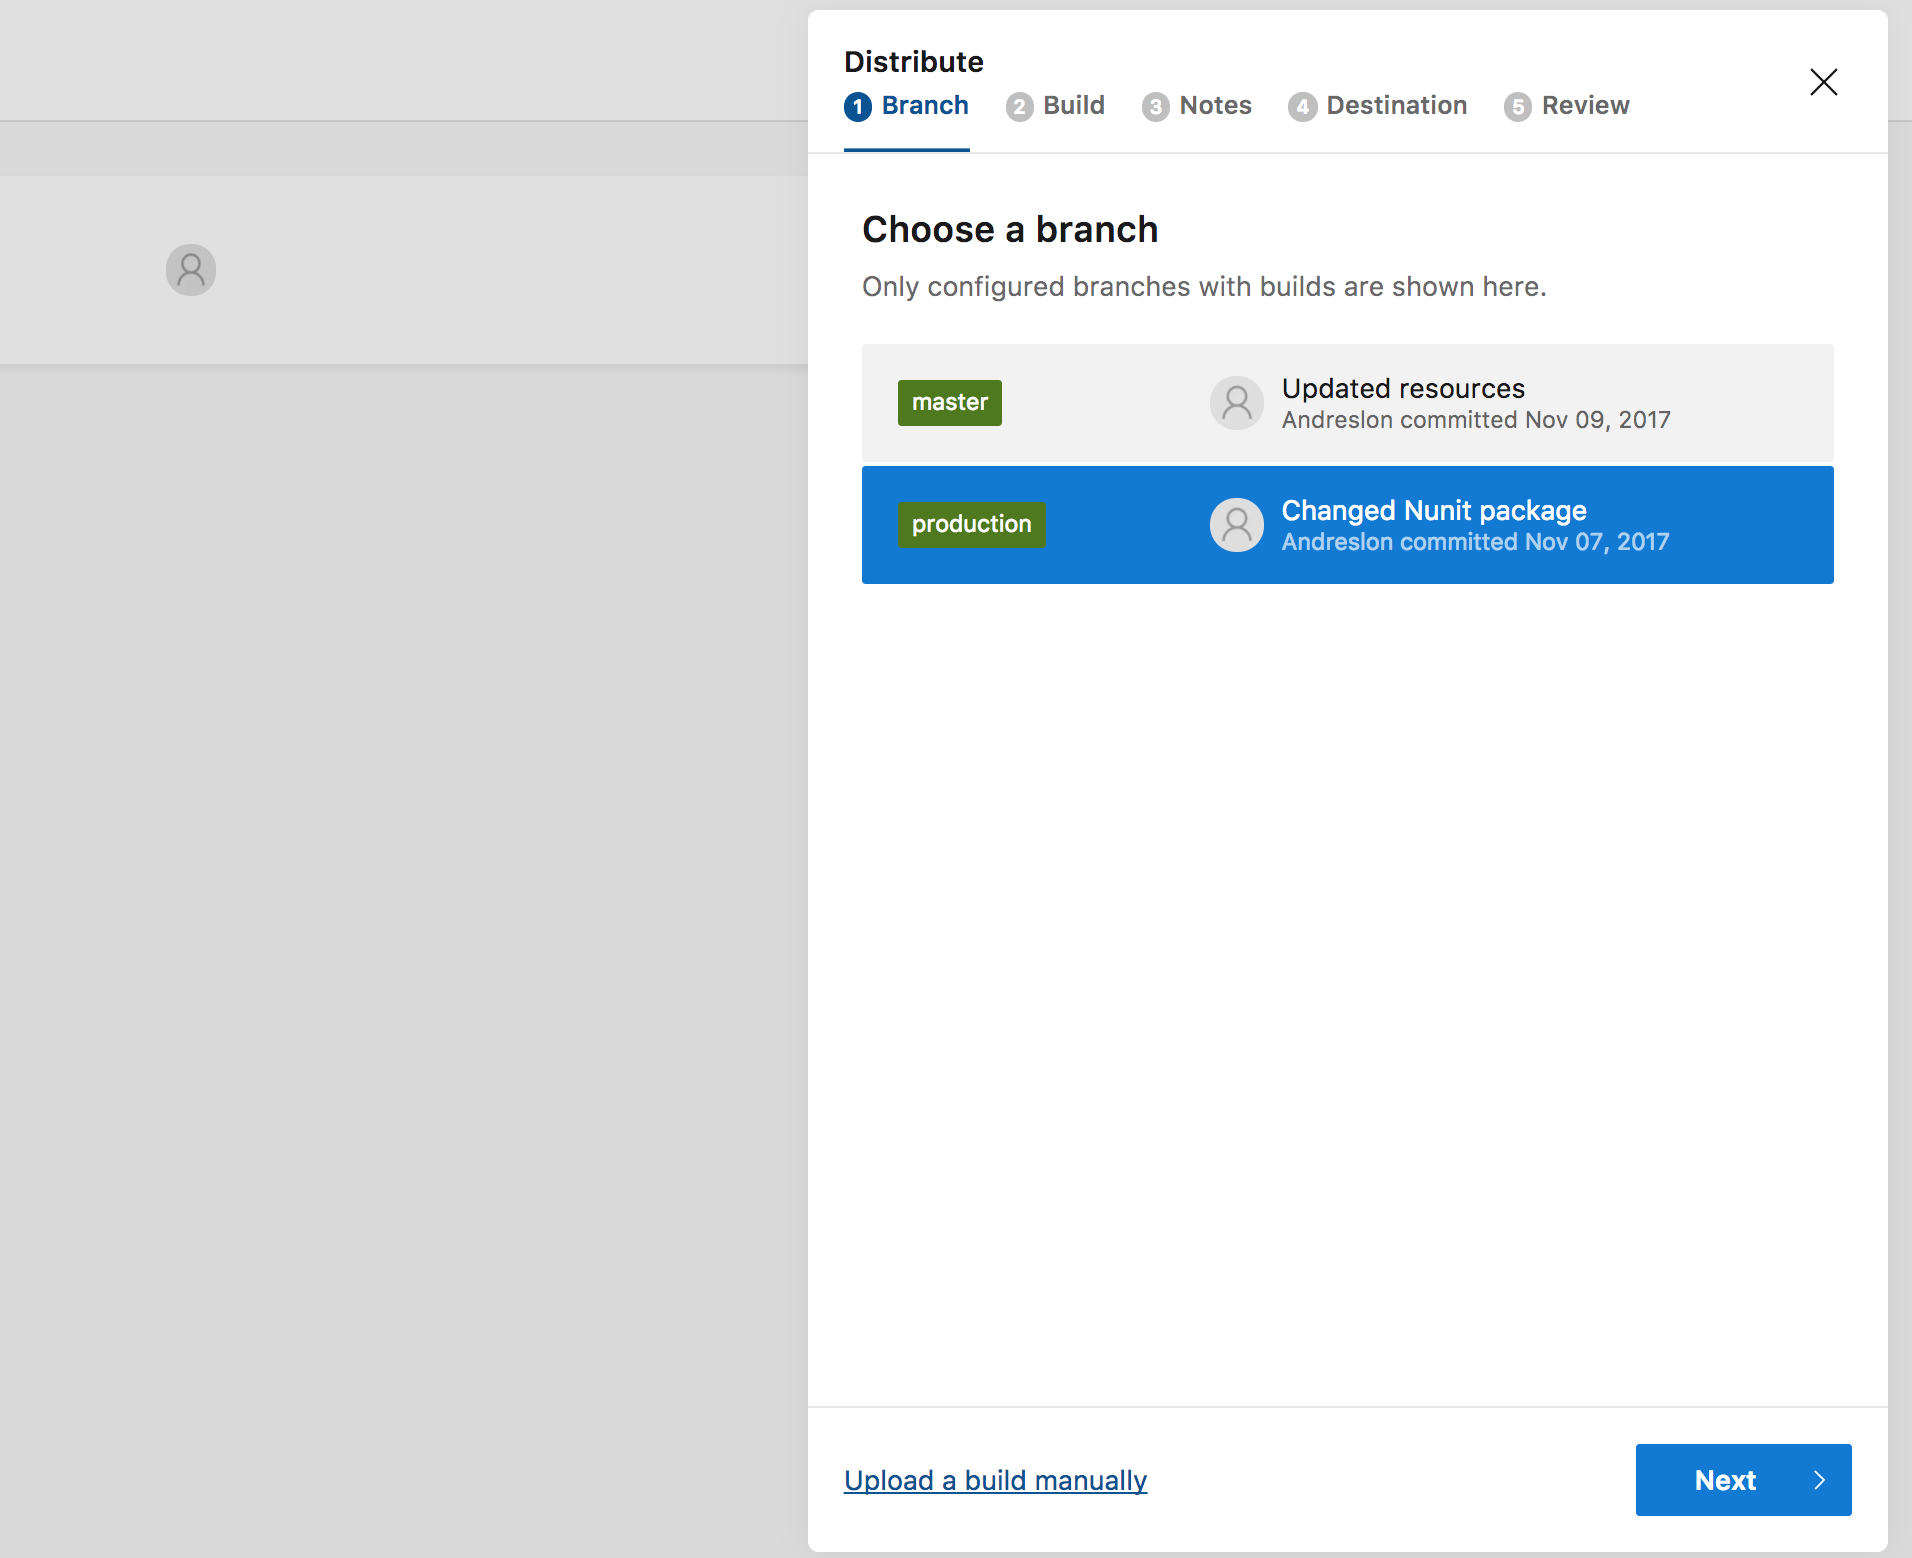 Distribute
1 Branch 2 Build 3 Notes 4 Destination 5 Review
Choose a branch
Only configured branches with builds are shown here.
master
Updated resources
Andreslon committed Nov 09, 2017
production
Changed Nunit package
Andreslon committed Nov 07, 2017
Upload a build manually
Next